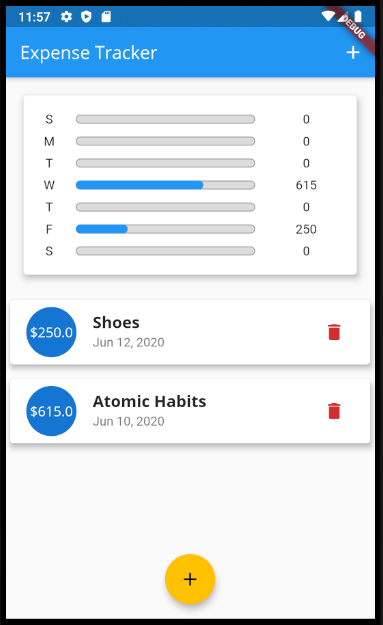 11:57
DEBUG
Expense Tracker +
S 0
M 0
T 0
W 615
T 0
F 250
S 0
$250.0 Shoes
Jun 12, 2020
$615.0 Atomic Habits
Jun 10, 2020
+